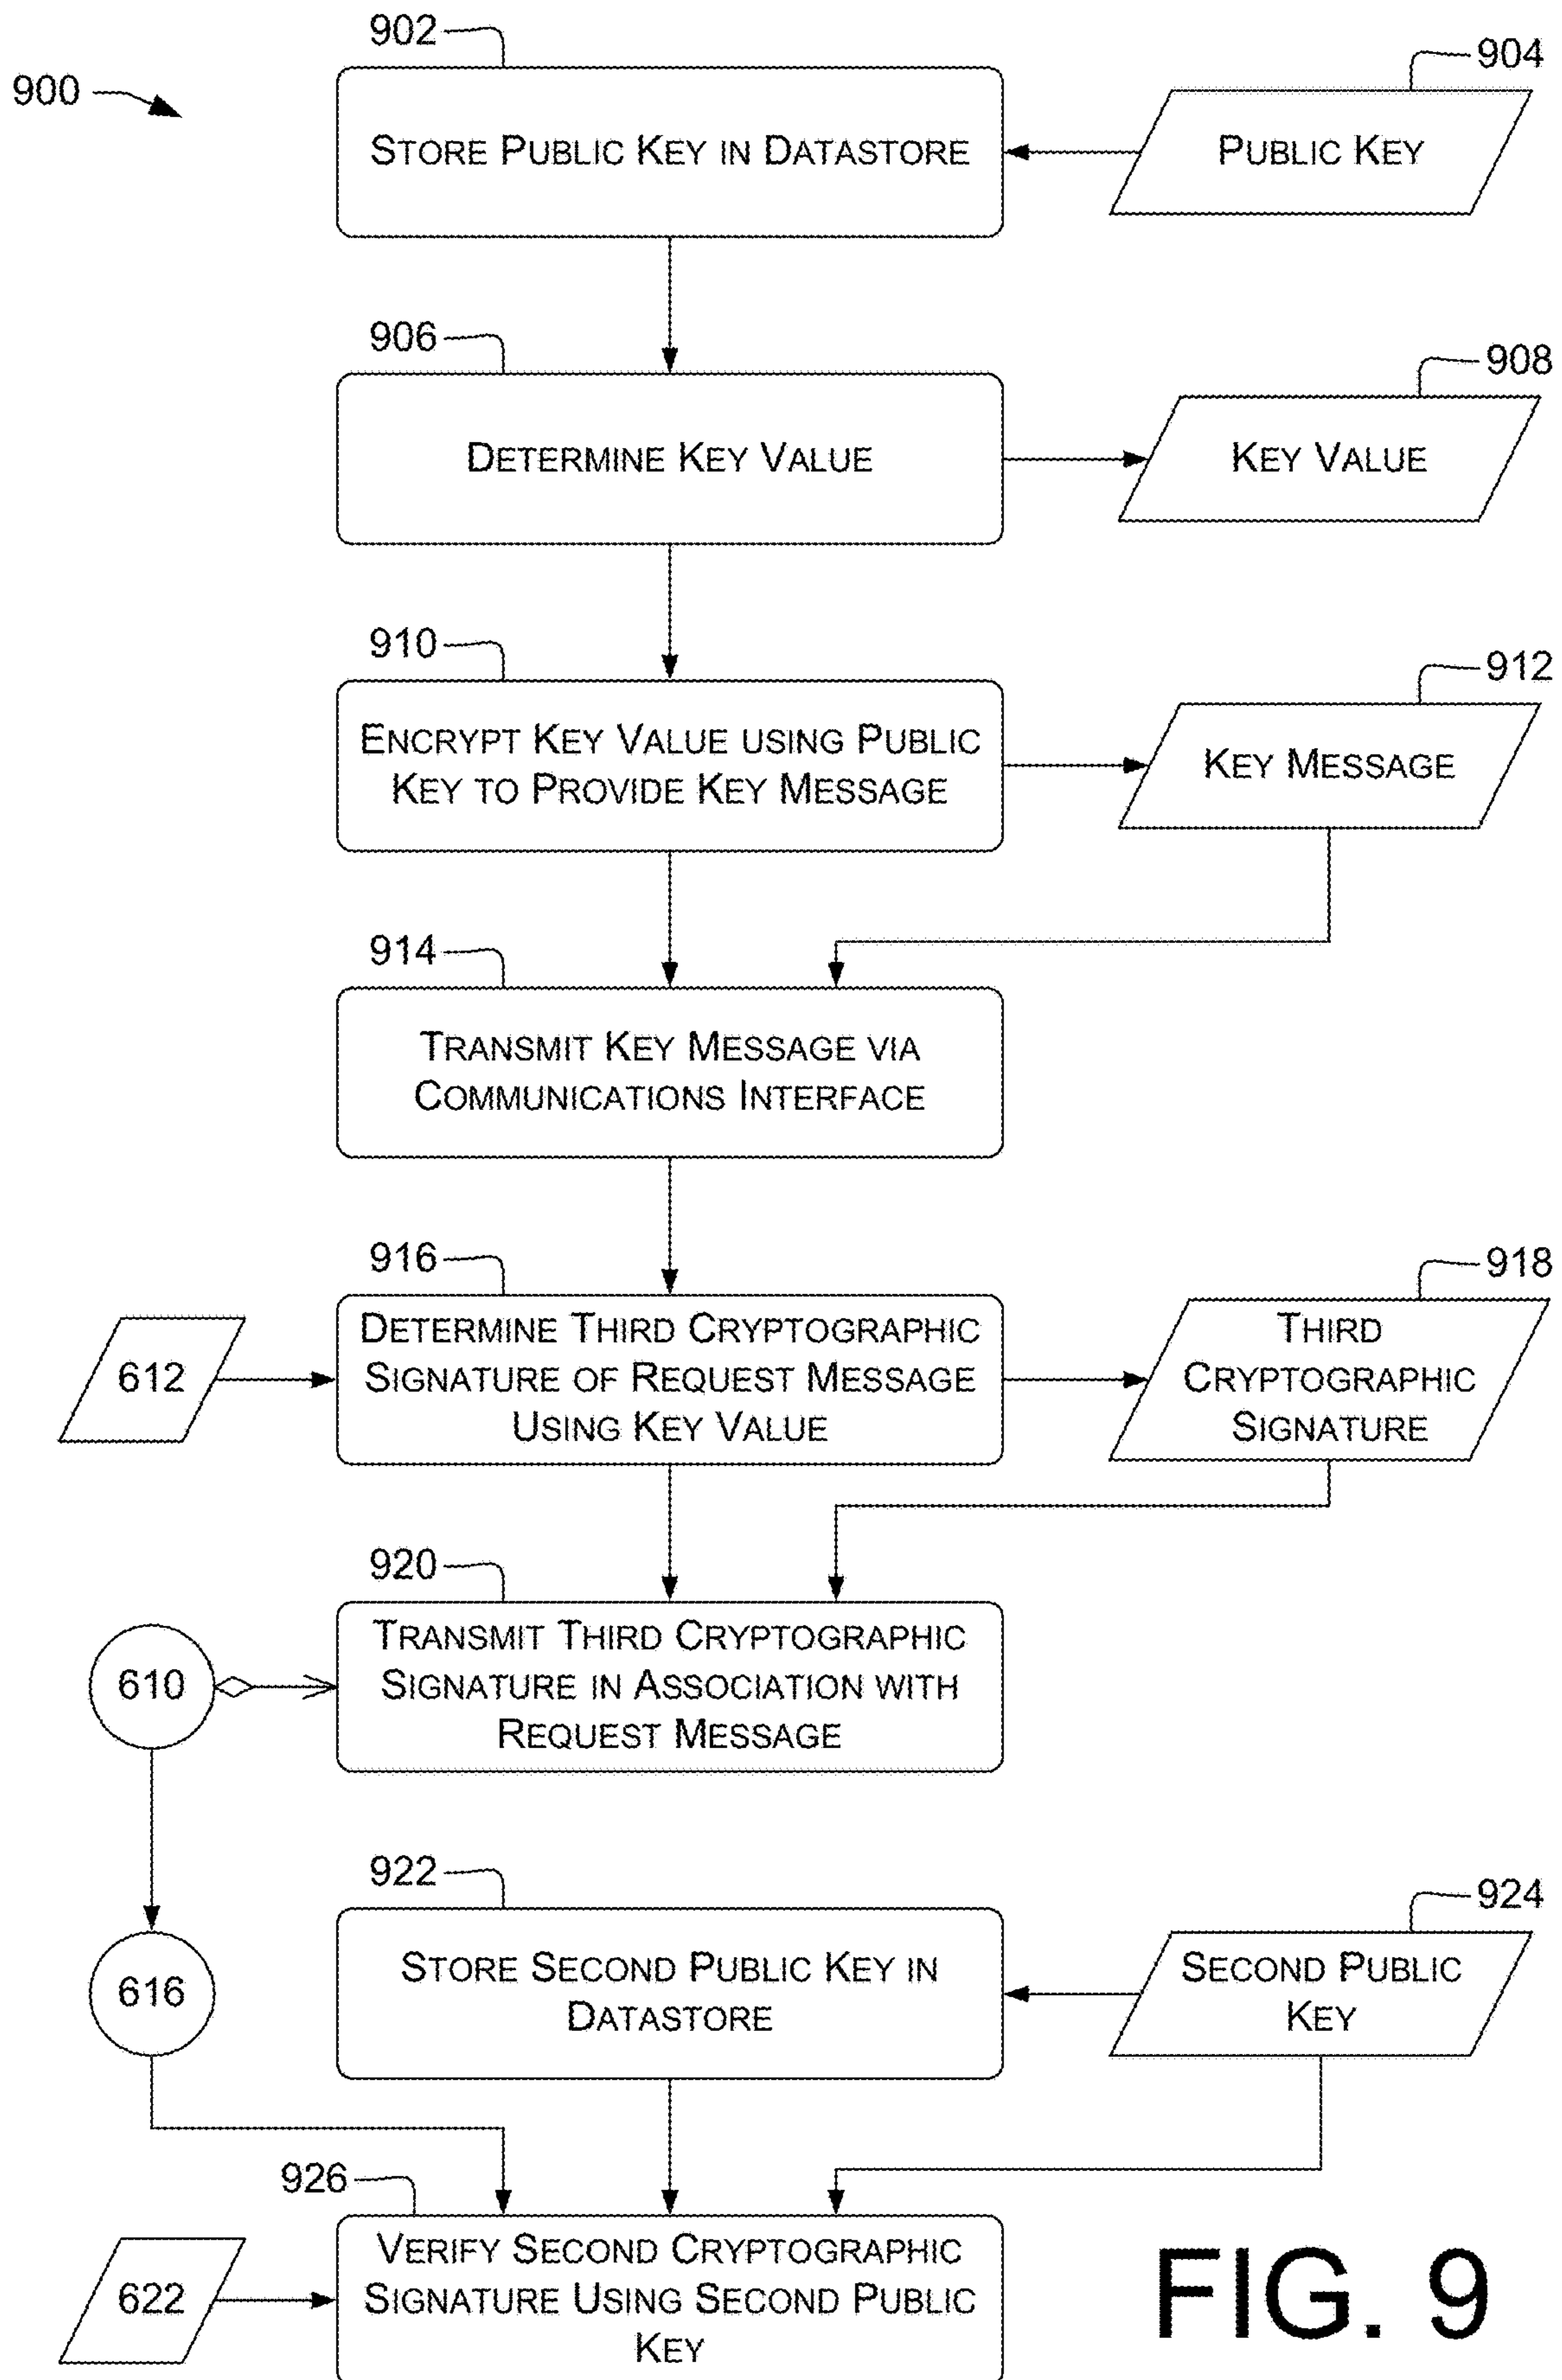 902
904
900
STORE PUBLIC KEY IN DATASTORE
PUBLIC KEY
906
908
DETERMINE KEY VALUE
KEY VALUE
910
912
ENCRYPT KEY VALUE USING PUBLIC
KEY TO PROVIDE KEY MESSAGE
KEY MESSAGE
914
TRANSMIT KEY MESSAGE VIA
COMMUNICATIONS INTERFACE
916
918
612
DETERMINE THIRD CRYPTOGRAPHIC
SIGNATURE OF REQUEST MESSAGE
USING KEY VALUE
THIRD
CRYPTOGRAPHIC
SIGNATURE
920
610
TRANSMIT THIRD CRYPTOGRAPHIC
SIGNATURE IN ASSOCIATION WITH
REQUEST MESSAGE
922
924
616
STORE SECOND PUBLIC KEY IN
DATASTORE
SECOND PUBLIC
KEY
926
622
VERIFY SECOND CRYPTOGRAPHIC
SIGNATURE USING SECOND PUBLIC
KEY
FIG. 9